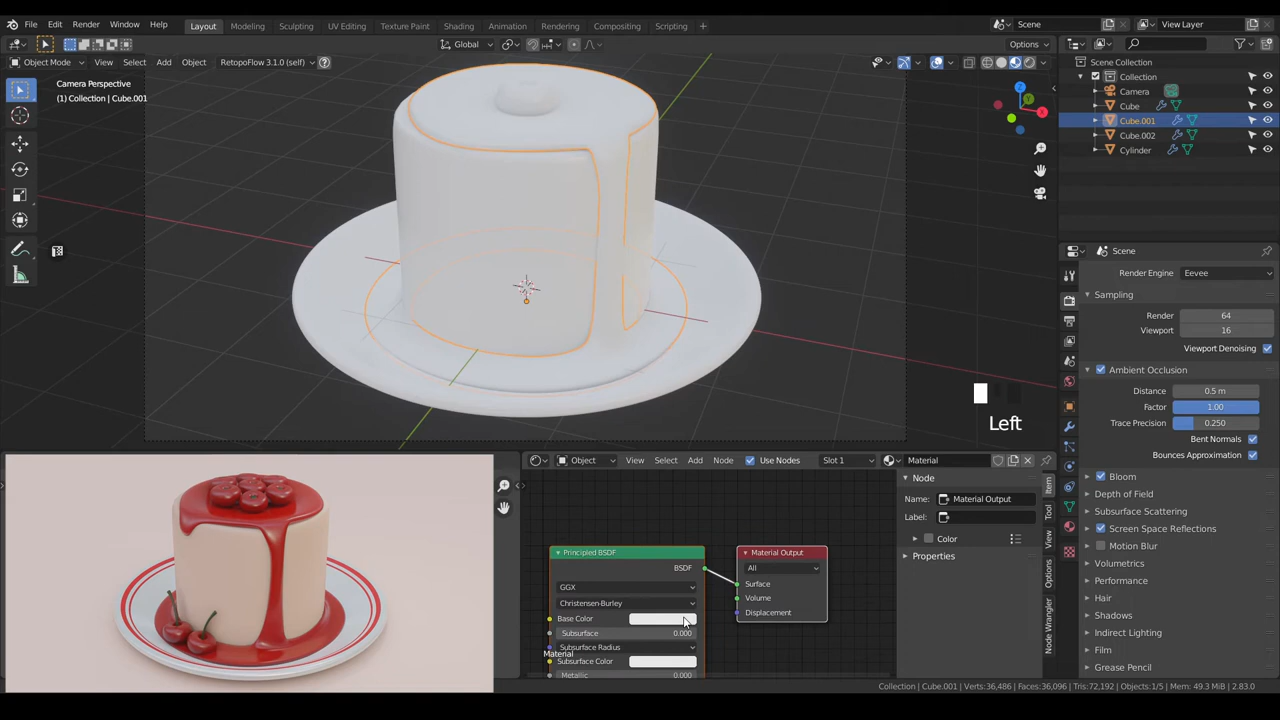 File Edit Render Window Help Layout Modeling Sculpting UV Editing Texture Paint Shading Animation Rendering Compositing Scripting + Scene View Layer
Global Options
Object Mode View Select Add Object RetopoFlow 3.1.0 (self)
Camera Perspective
(1) Collection | Cube.001
Z
Y
X
Scene Collection
Collection
Camera
Cube
Cube.001
Cube.002
Cylinder
Scene
Render Engine Eevee
Sampling
Render 64
Viewport 16
Viewport Denoising
Ambient Occlusion
Distance 0.5 m
Factor 1.00
Trace Precision 0.250
Bent Normals
Bounces Approximation
Bloom
Depth of Field
Subsurface Scattering
Screen Space Reflections
Motion Blur
Volumetrics
Performance
Hair
Shadows
Indirect Lighting
Film
Grease Pencil
Left
Object View Select Add Node Use Nodes Slot 1 Material
Node
Name: Material Output
Label:
Color
Properties
Item
Tool
View
Options
Node Wrangler
Principled BSDF
BSDF
GGX
Christensen-Burley
Base Color
Subsurface 0.000
Subsurface Radius
Subsurface Color
Metallic 0.000
Material
Material Output
All
Surface
Volume
Displacement
Collection | Cube.001 | Verts:36,486 | Faces:36,096 | Tris:72,192 | Objects:1/5 | Mem: 49.3 MiB | 2.83.0